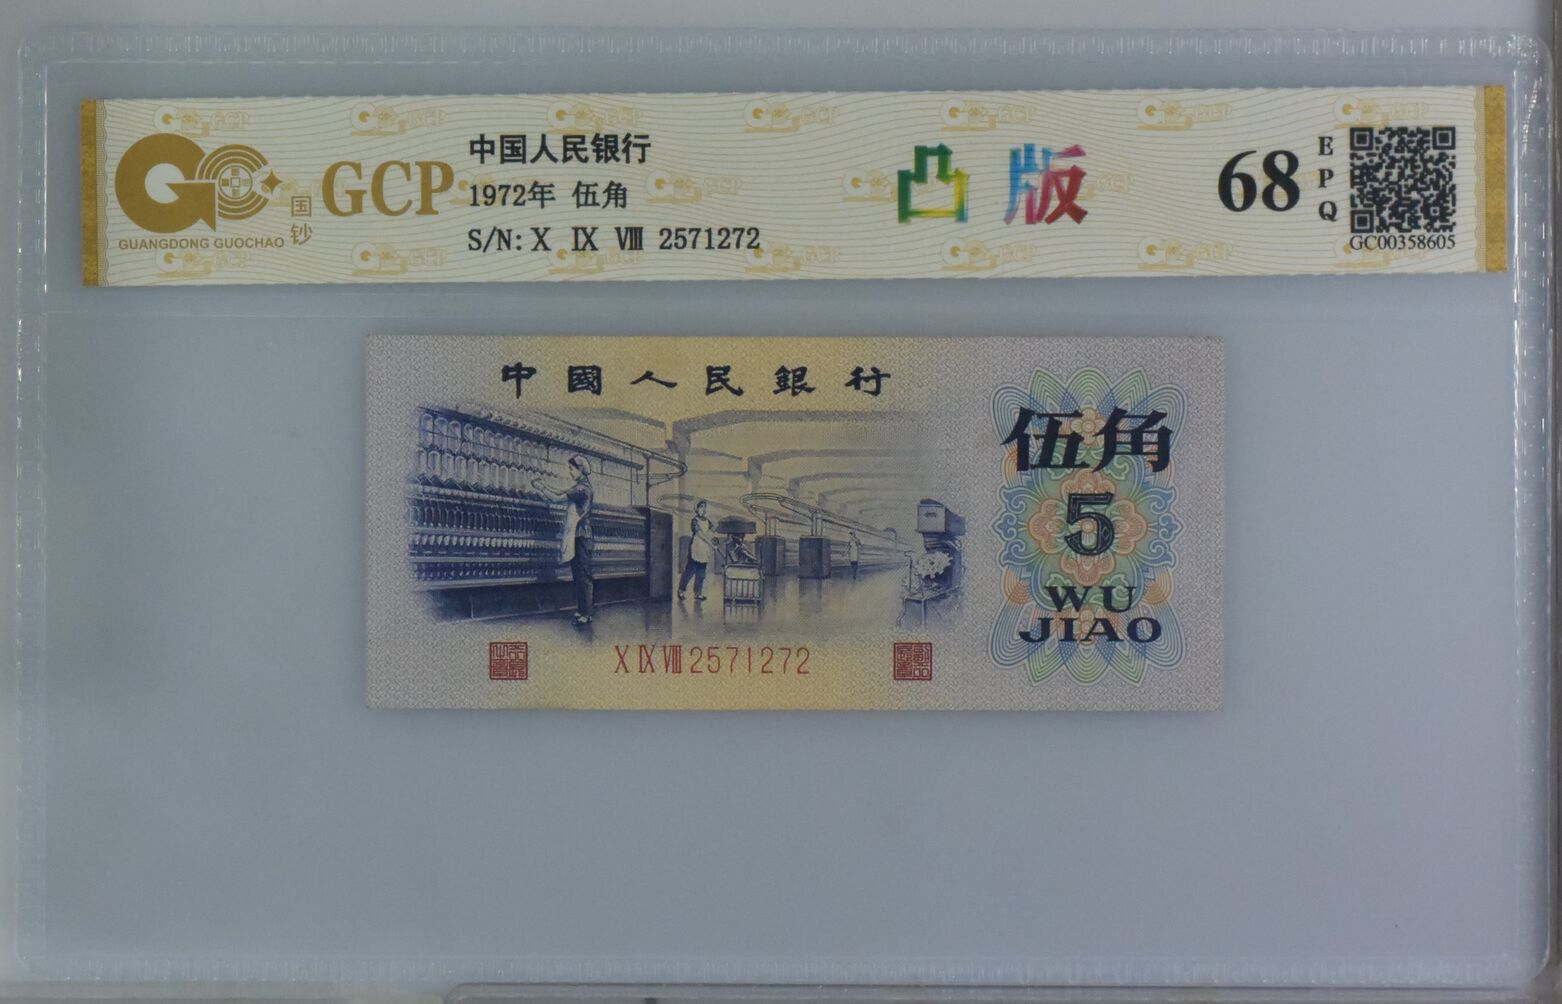 GUANGDONG GUOCHAO
国钞
GCP
中国人民银行
1972年 伍角
S/N: X IX VIII 2571272
凸版
68
EPQ
GC00358605
中國人民銀行
伍角
5
WU
JIAO
X IX VIII 2571272